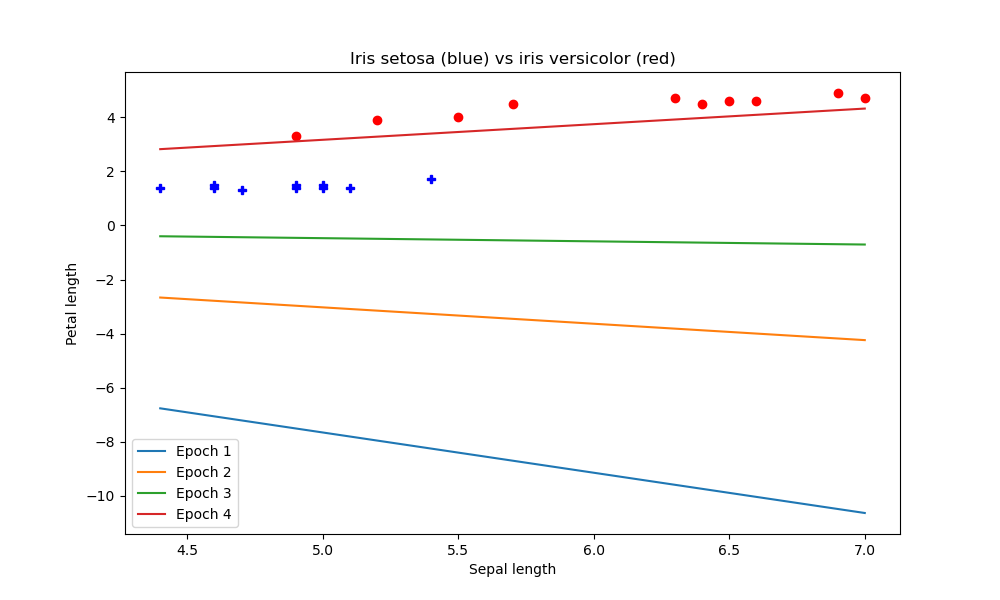 Iris setosa (blue) vs iris versicolor (red)
4
2
0
−2
−4
−6
−8
−10
Petal length
Epoch 1
Epoch 2
Epoch 3
Epoch 4
4.5 5.0 5.5 6.0 6.5 7.0
Sepal length